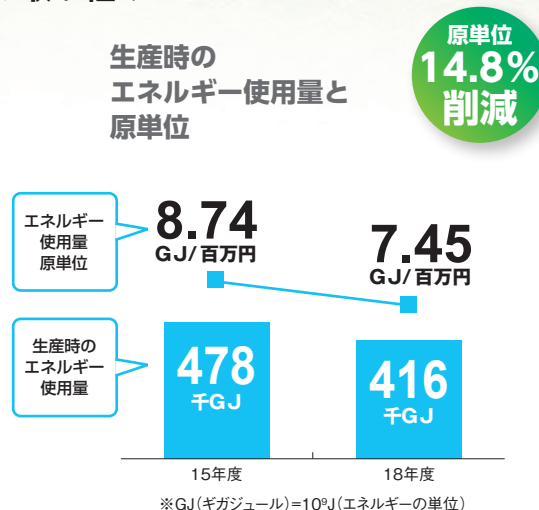 生産時の
エネルギー使用量と
原単位
原単位
14.8%
削減
エネルギー
使用量
原単位
8.74
GJ/百万円
7.45
GJ/百万円
生産時の
エネルギー
使用量
478
千GJ
416
千GJ
15年度
18年度
※GJ(ギガジュール)=10⁹J(エネルギーの単位)